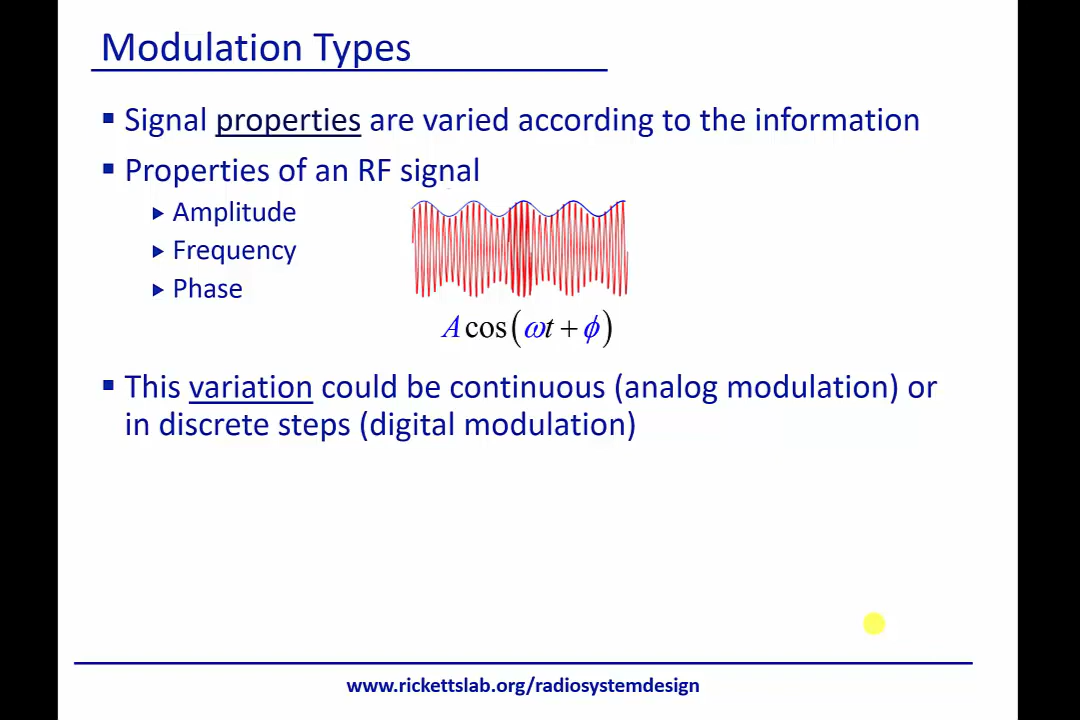 Modulation Types
Signal properties are varied according to the information
Properties of an RF signal
Amplitude
Frequency
Phase
A cos(ωt + ϕ)
This variation could be continuous (analog modulation) or
in discrete steps (digital modulation)
www.rickettslab.org/radiosystemdesign